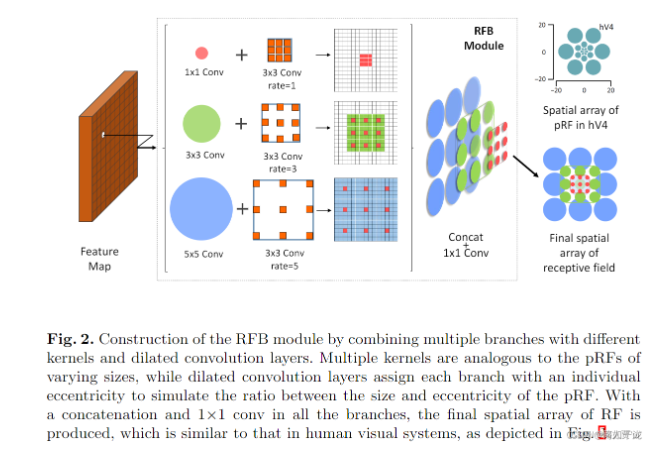 RFB
Module
hV4
20
0
-20
-20
0
20
1x1 Conv
3x3 Conv
rate=1
3x3 Conv
3x3 Conv
rate=3
5x5 Conv
3x3 Conv
rate=5
Feature
Map
Concat
+
1x1 Conv
Spatial array of
pRF in hV4
Final spatial
array of
receptive field
Fig. 2. Construction of the RFB module by combining multiple branches with different
kernels and dilated convolution layers. Multiple kernels are analogous to the pRFs of
varying sizes, while dilated convolution layers assign each branch with an individual
eccentricity to simulate the ratio between the size and eccentricity of the pRF. With
a concatenation and 1×1 conv in all the branches, the final spatial array of RF is
produced, which is similar to that in human visual systems, as depicted in Fig.